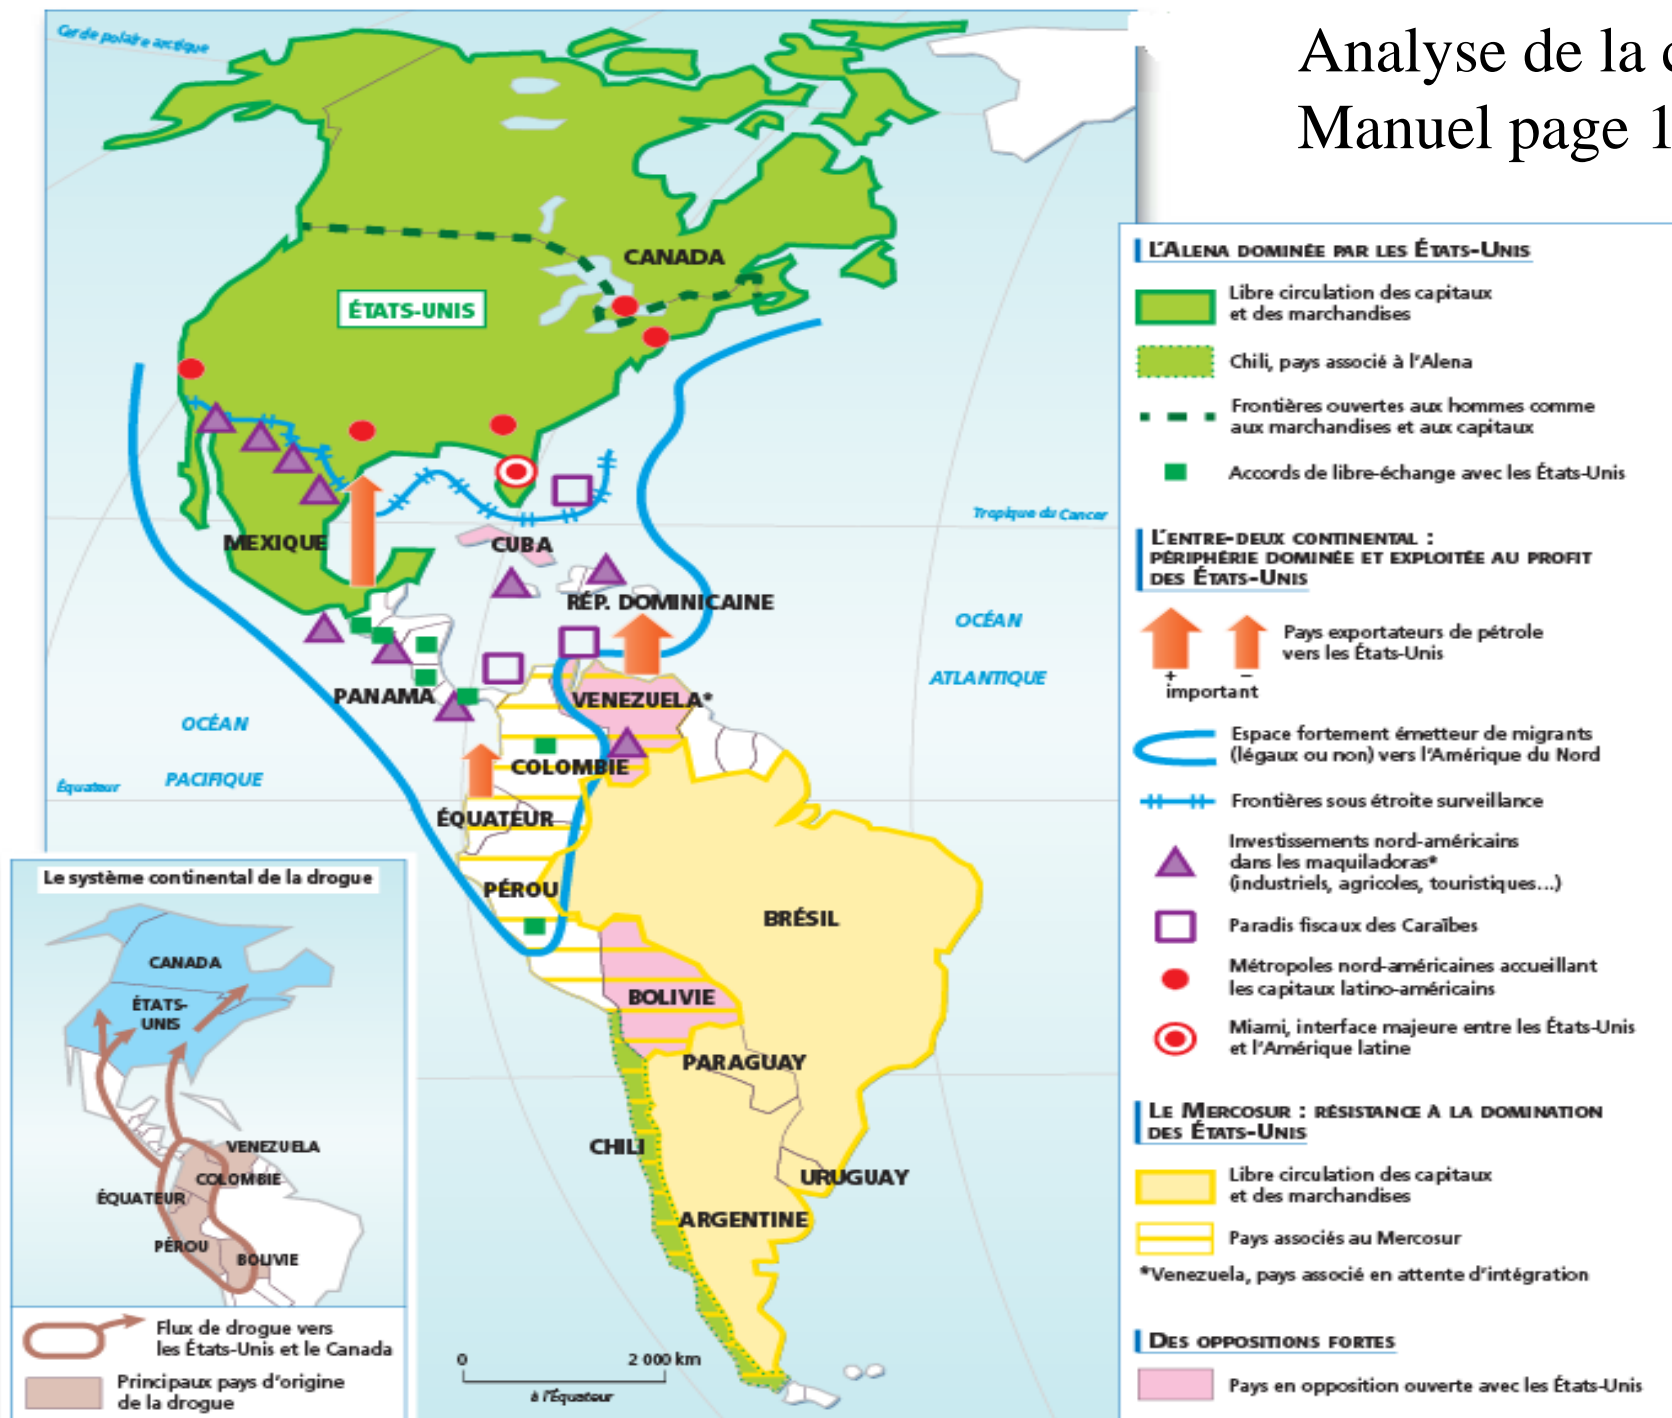 Analyse de la
Manuel page 1
Cercle polaire arctique
CANADA
ÉTATS-UNIS
Tropique du Cancer
MEXIQUE
CUBA
RÉP. DOMINICAINE
OCÉAN
ATLANTIQUE
PANAMA
VENEZUELA*
OCÉAN
PACIFIQUE
COLOMBIE
Équateur
ÉQUATEUR
PÉROU
BRÉSIL
BOLIVIE
PARAGUAY
CHILI
URUGUAY
ARGENTINE
0 2 000 km
à l'Équateur
Le système continental de la drogue
CANADA
ÉTATS-
UNIS
VENEZUELA
COLOMBIE
ÉQUATEUR
PÉROU
BOLIVIE
Flux de drogue vers
les États-Unis et le Canada
Principaux pays d'origine
de la drogue
L'ALENA DOMINÉE PAR LES ÉTATS-UNIS
Libre circulation des capitaux
et des marchandises
Chili, pays associé à l'Alena
Frontières ouvertes aux hommes comme
aux marchandises et aux capitaux
Accords de libre-échange avec les États-Unis
L'ENTRE-DEUX CONTINENTAL :
PÉRIPHÉRIE DOMINÉE ET EXPLOITÉE AU PROFIT
DES ÉTATS-UNIS
Pays exportateurs de pétrole
vers les États-Unis
+ −
important
Espace fortement émetteur de migrants
(légaux ou non) vers l'Amérique du Nord
Frontières sous étroite surveillance
Investissements nord-américains
dans les maquiladoras*
(industriels, agricoles, touristiques...)
Paradis fiscaux des Caraïbes
Métropoles nord-américaines accueillant
les capitaux latino-américains
Miami, interface majeure entre les États-Unis
et l'Amérique latine
LE MERCOSUR : RÉSISTANCE À LA DOMINATION
DES ÉTATS-UNIS
Libre circulation des capitaux
et des marchandises
Pays associés au Mercosur
*Venezuela, pays associé en attente d'intégration
DES OPPOSITIONS FORTES
Pays en opposition ouverte avec les États-Unis